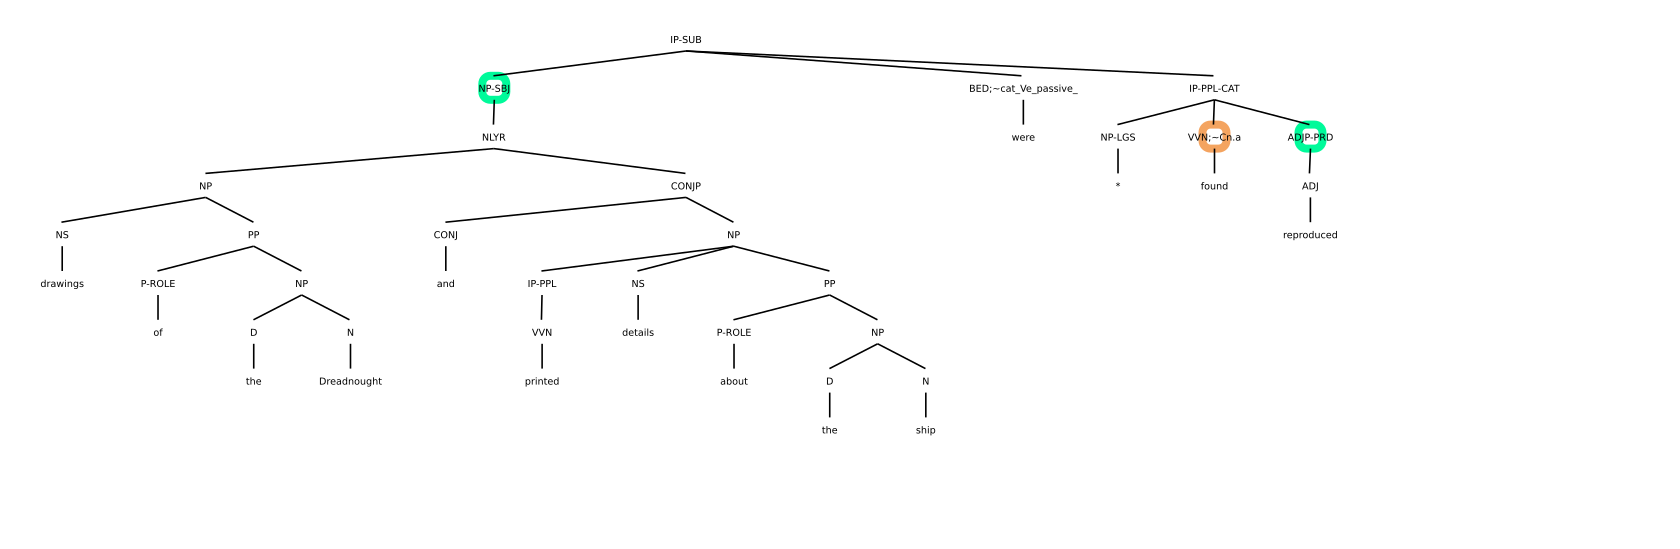 IP-SUB
NP-SBJ BED;~cat_Ve_passive_ IP-PPL-CAT
NLYR were NP-LGS VVN;~Cn.a ADJP-PRD
NP CONJP * found ADJ
NS PP CONJ NP reproduced
drawings P-ROLE NP and IP-PPL NS PP
of D N VVN details P-ROLE NP
the Dreadnought printed about D N
the ship